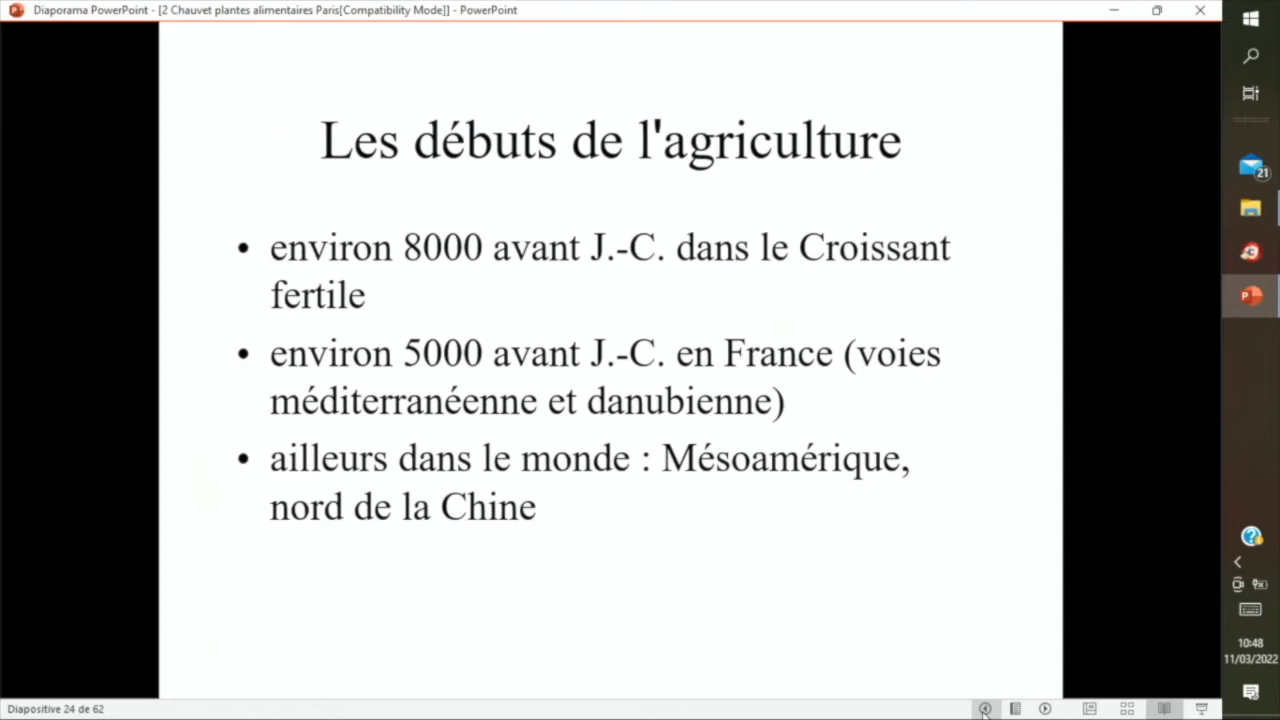 Diaporama PowerPoint - [2 Chauvet plantes alimentaires Paris[Compatibility Mode]] - PowerPoint
Les débuts de l'agriculture
• environ 8000 avant J.-C. dans le Croissant
fertile
• environ 5000 avant J.-C. en France (voies
méditerranéenne et danubienne)
• ailleurs dans le monde : Mésoamérique,
nord de la Chine
21
10:48
11/03/2022
Diapositive 24 de 62